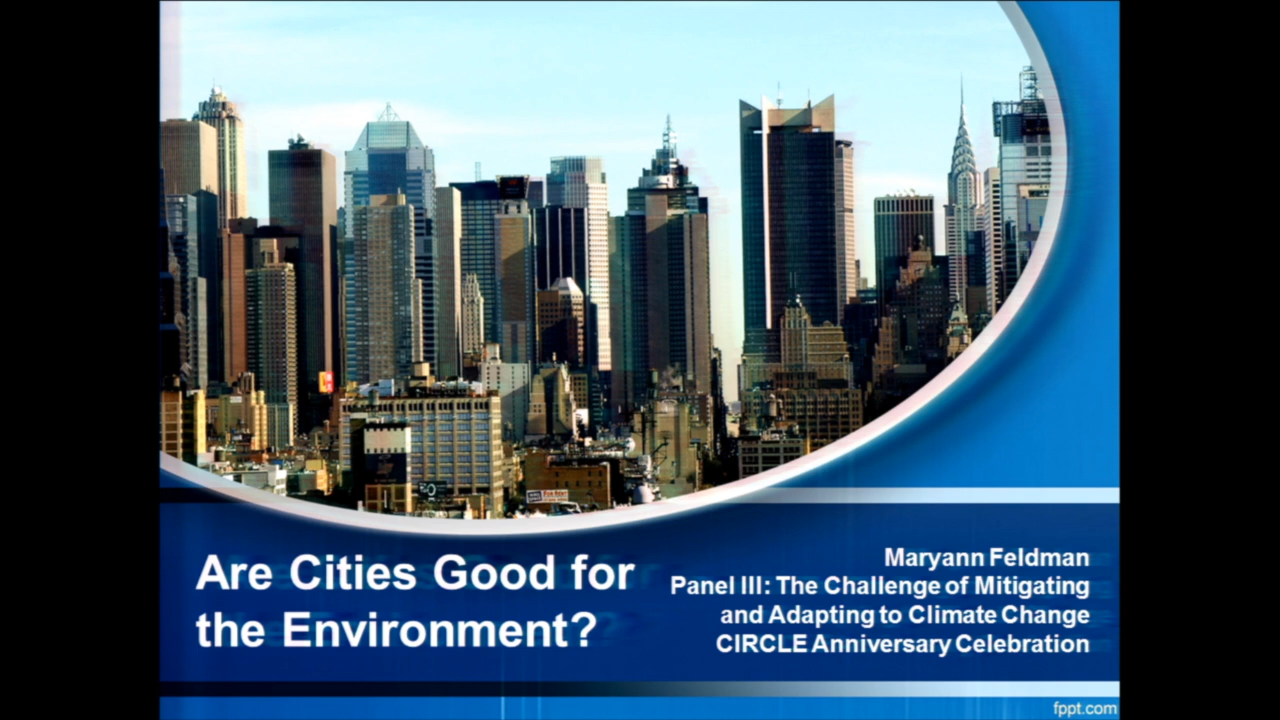 Are Cities Good for
the Environment?
Maryann Feldman
Panel III: The Challenge of Mitigating
and Adapting to Climate Change
CIRCLE Anniversary Celebration
fppt.com